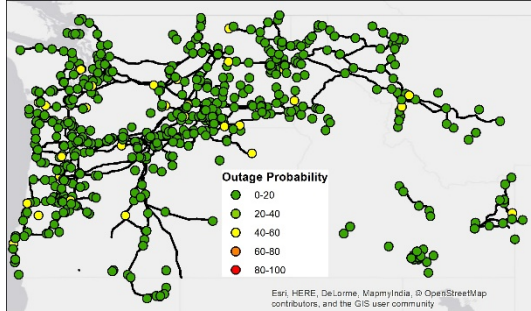 Outage Probability
0-20
20-40
40-60
60-80
80-100
Esri, HERE, DeLorme, MapmyIndia, © OpenStreetMap
contributors, and the GIS user community